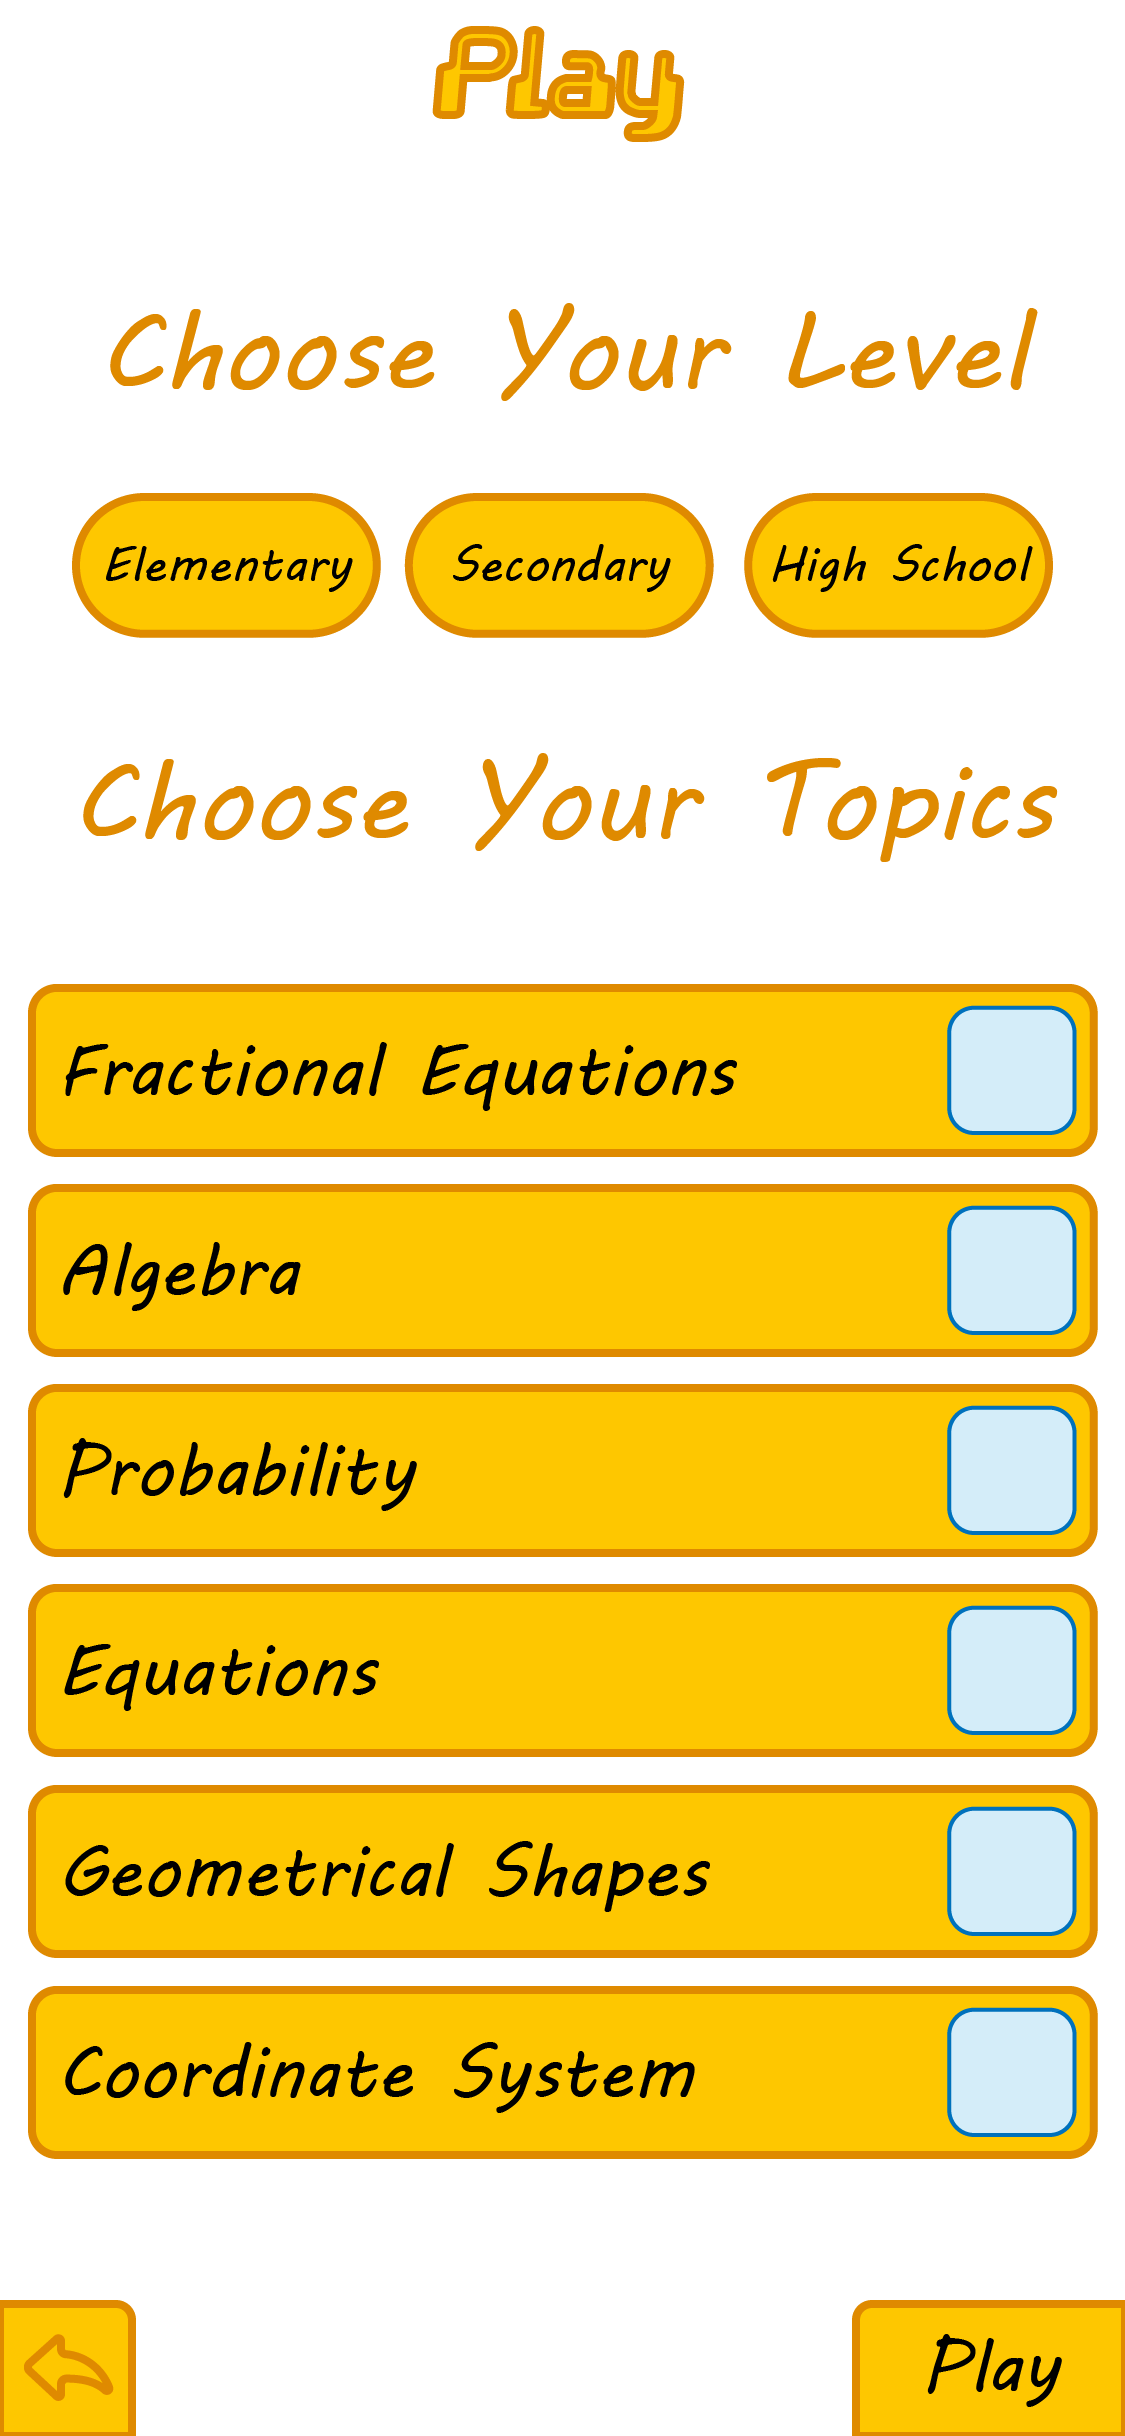 Play
Choose Your Level
Elementary Secondary High School
Choose Your Topics
Fractional Equations
Algebra
Probability
Equations
Geometrical Shapes
Coordinate System
Play